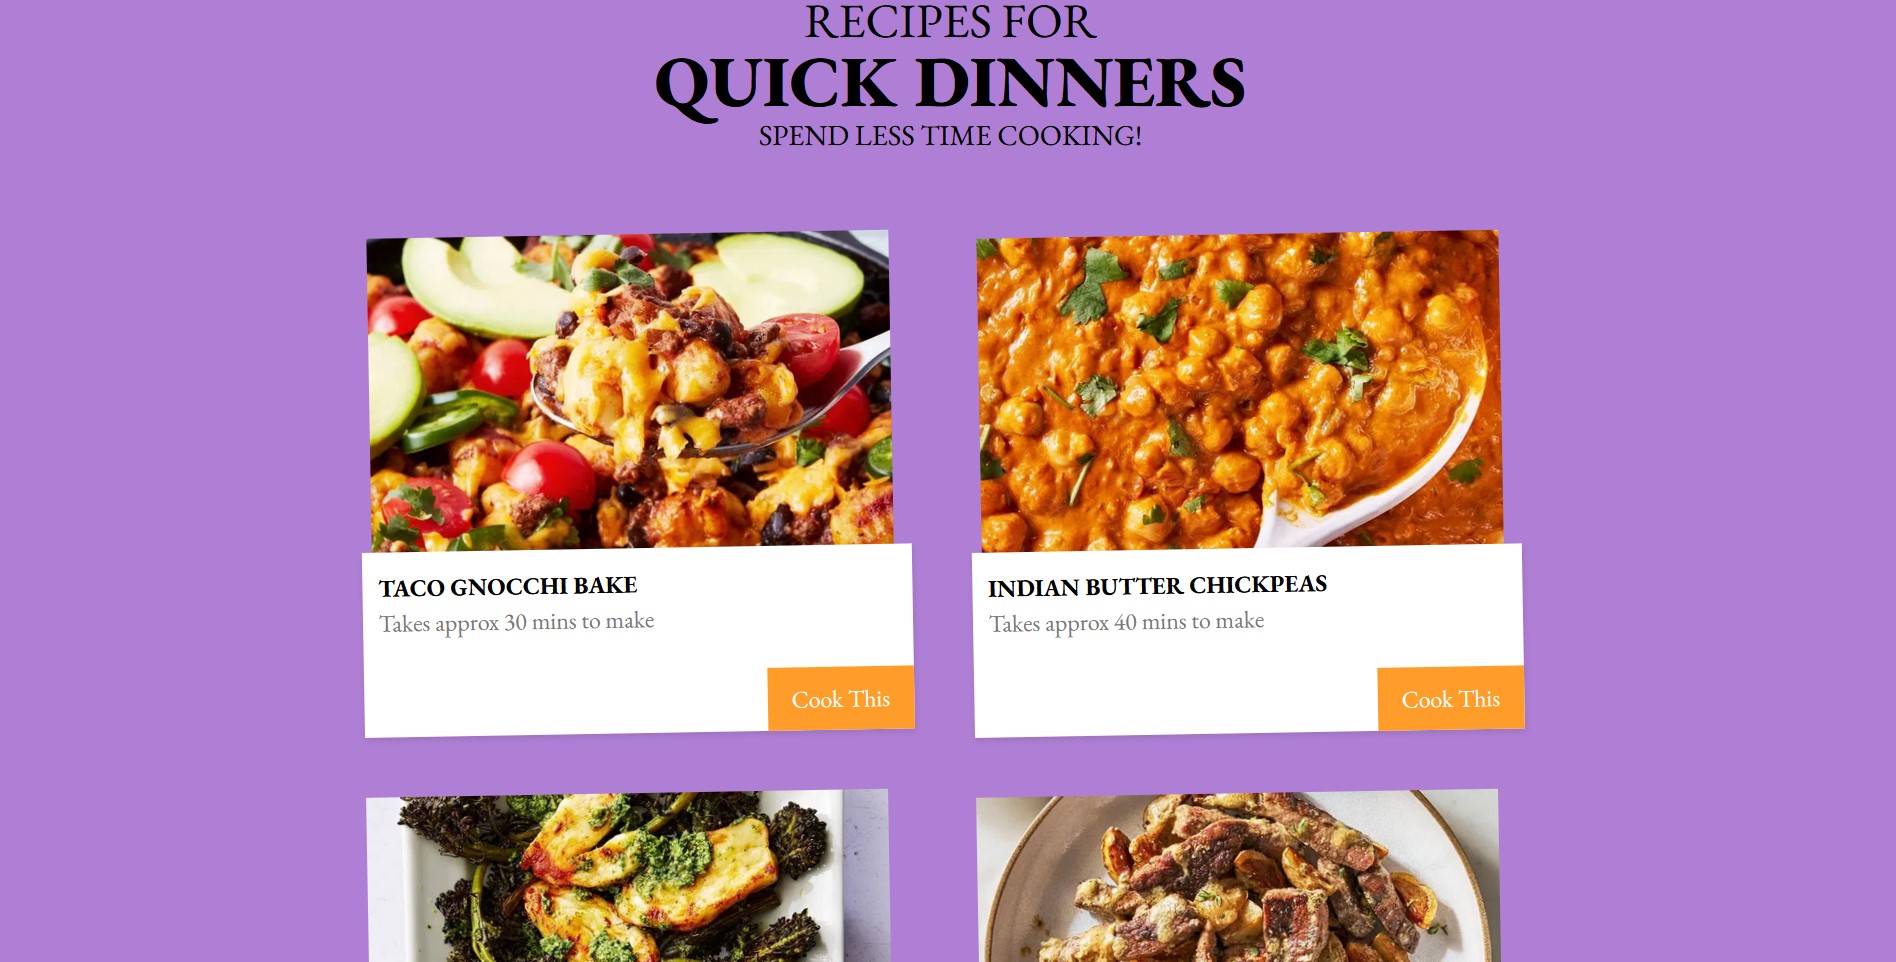 RECIPES FOR
QUICK DINNERS
SPEND LESS TIME COOKING!
TACO GNOCCHI BAKE
Takes approx 30 mins to make
Cook This
INDIAN BUTTER CHICKPEAS
Takes approx 40 mins to make
Cook This